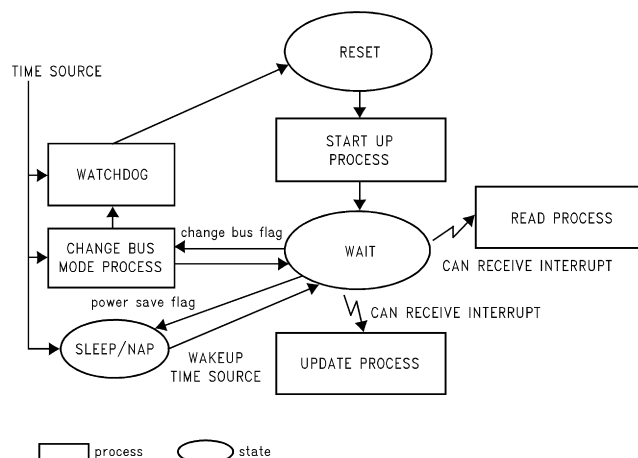 RESET
TIME SOURCE
START UP
PROCESS
WATCHDOG
READ PROCESS
change bus flag
CHANGE BUS
MODE PROCESS
WAIT
CAN RECEIVE INTERRUPT
power save flag
CAN RECEIVE INTERRUPT
SLEEP/NAP
WAKEUP
TIME SOURCE
UPDATE PROCESS
process
state